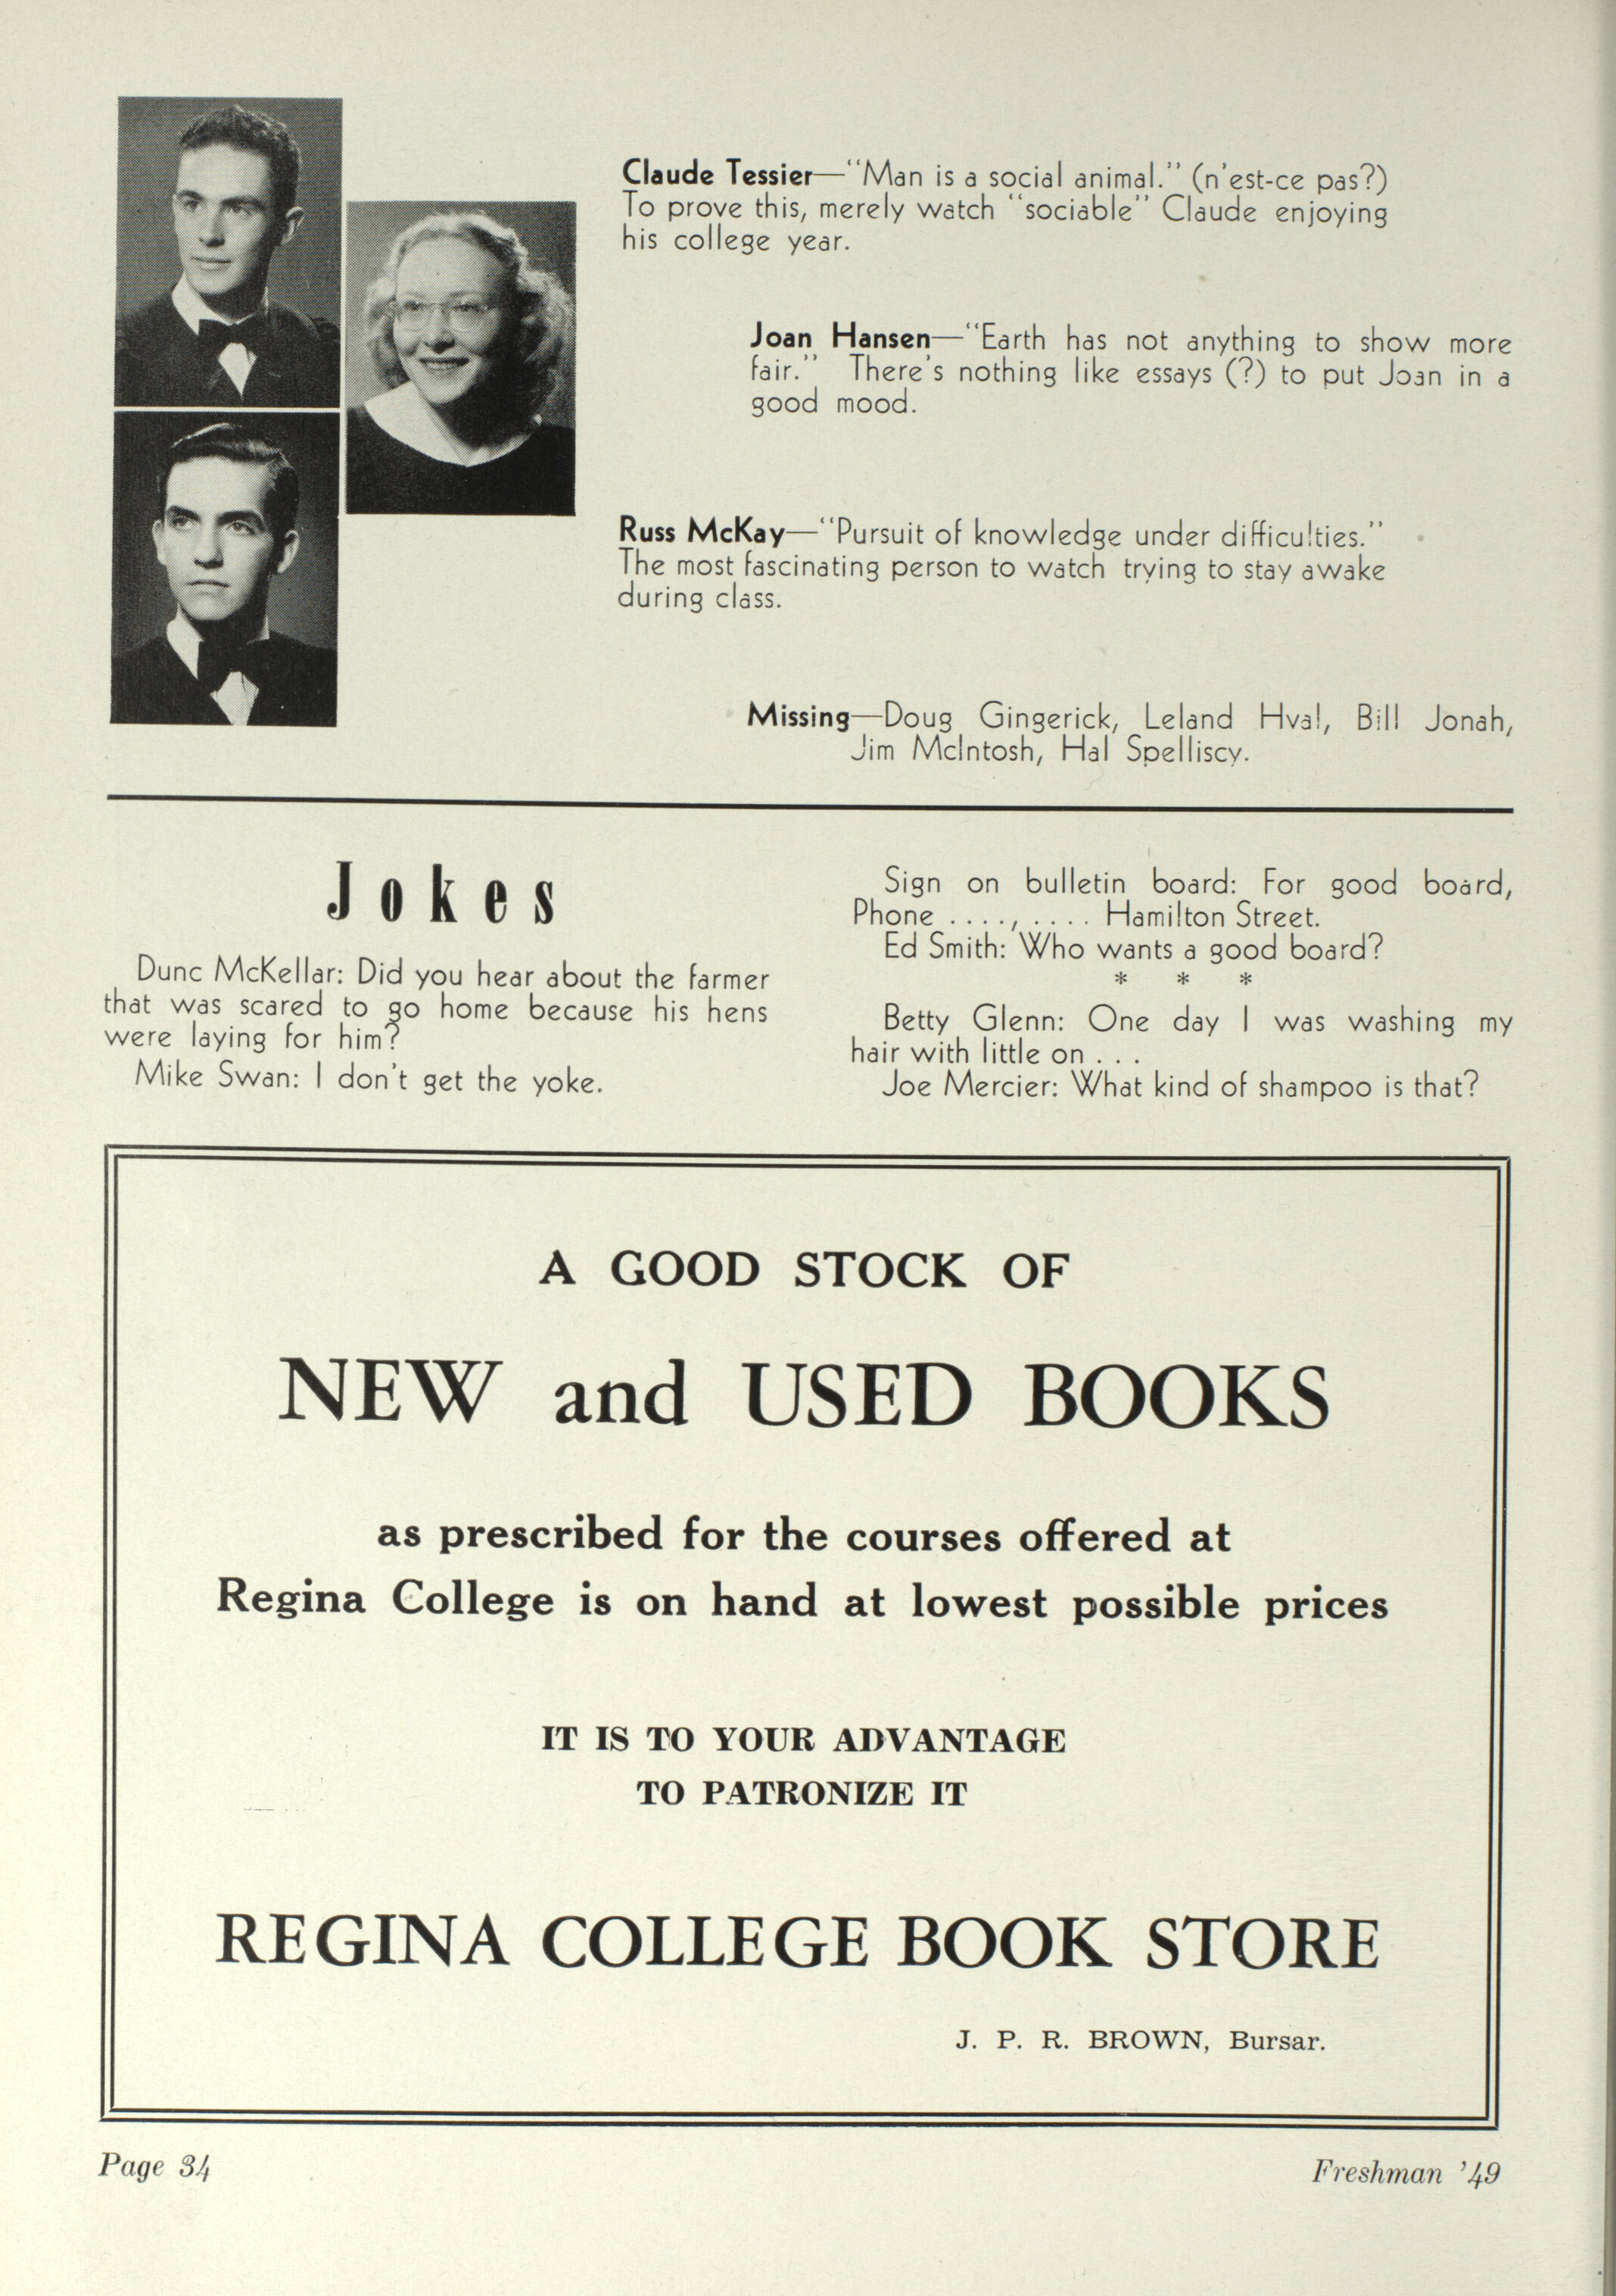 Claude Tessier—"Man is a social animal." (n'est-ce pas?)
To prove this, merely watch "sociable" Claude enjoying
his college year.
Joan Hansen—"Earth has not anything to show more
fair." There's nothing like essays (?) to put Joan in a
good mood.
Russ McKay—"Pursuit of knowledge under difficulties."
The most fascinating person to watch trying to stay awake
during class.
Missing—Doug Gingerick, Leland Hval, Bill Jonah,
Jim McIntosh, Hal Spelliscy.
Jokes
Dunc McKellar: Did you hear about the farmer
that was scared to go home because his hens
were laying for him?
Mike Swan: I don't get the yoke.
Sign on bulletin board: For good board,
Phone ...., .... Hamilton Street.
Ed Smith: Who wants a good board?
* * *
Betty Glenn: One day I was washing my
hair with little on . . .
Joe Mercier: What kind of shampoo is that?
A GOOD STOCK OF
NEW and USED BOOKS
as prescribed for the courses offered at
Regina College is on hand at lowest possible prices
IT IS TO YOUR ADVANTAGE
TO PATRONIZE IT
REGINA COLLEGE BOOK STORE
J. P. R. BROWN, Bursar.
Page 34
Freshman '49